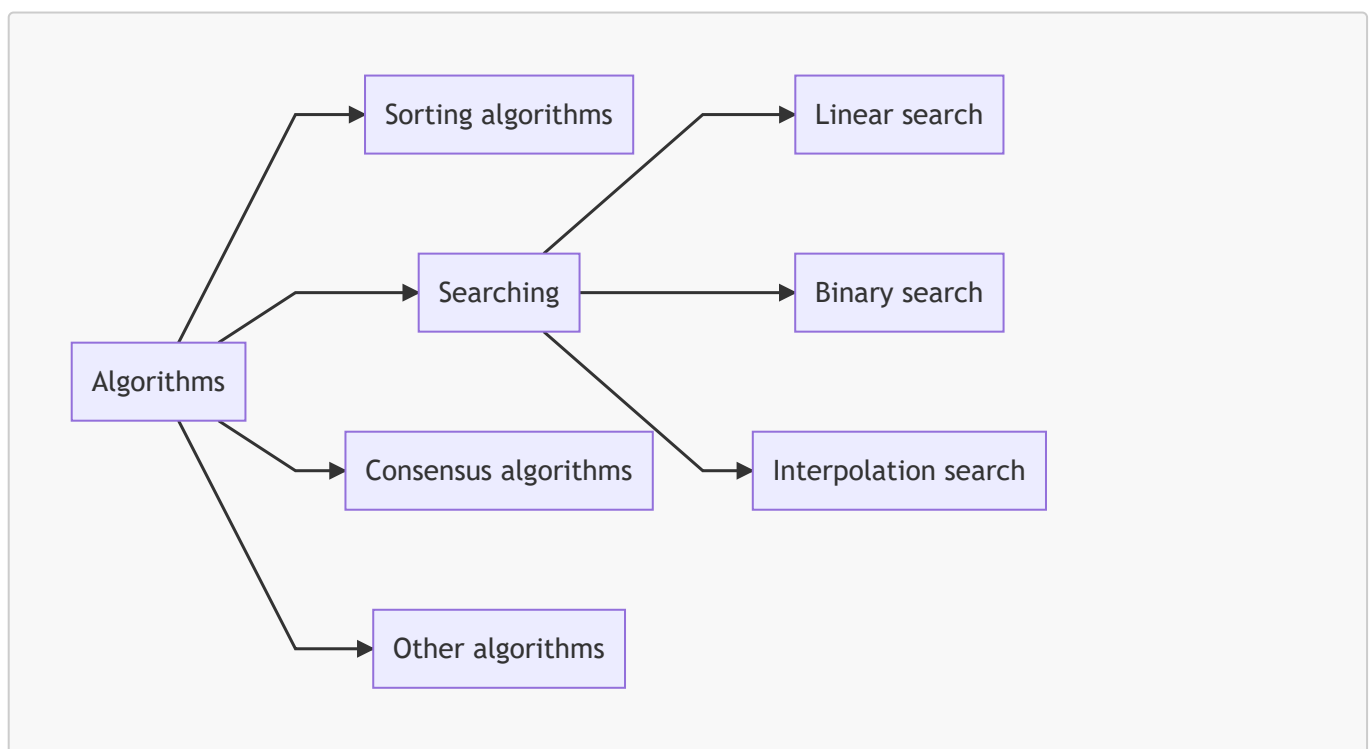 Sorting algorithms
Linear search
Searching
Binary search
Algorithms
Consensus algorithms
Interpolation search
Other algorithms